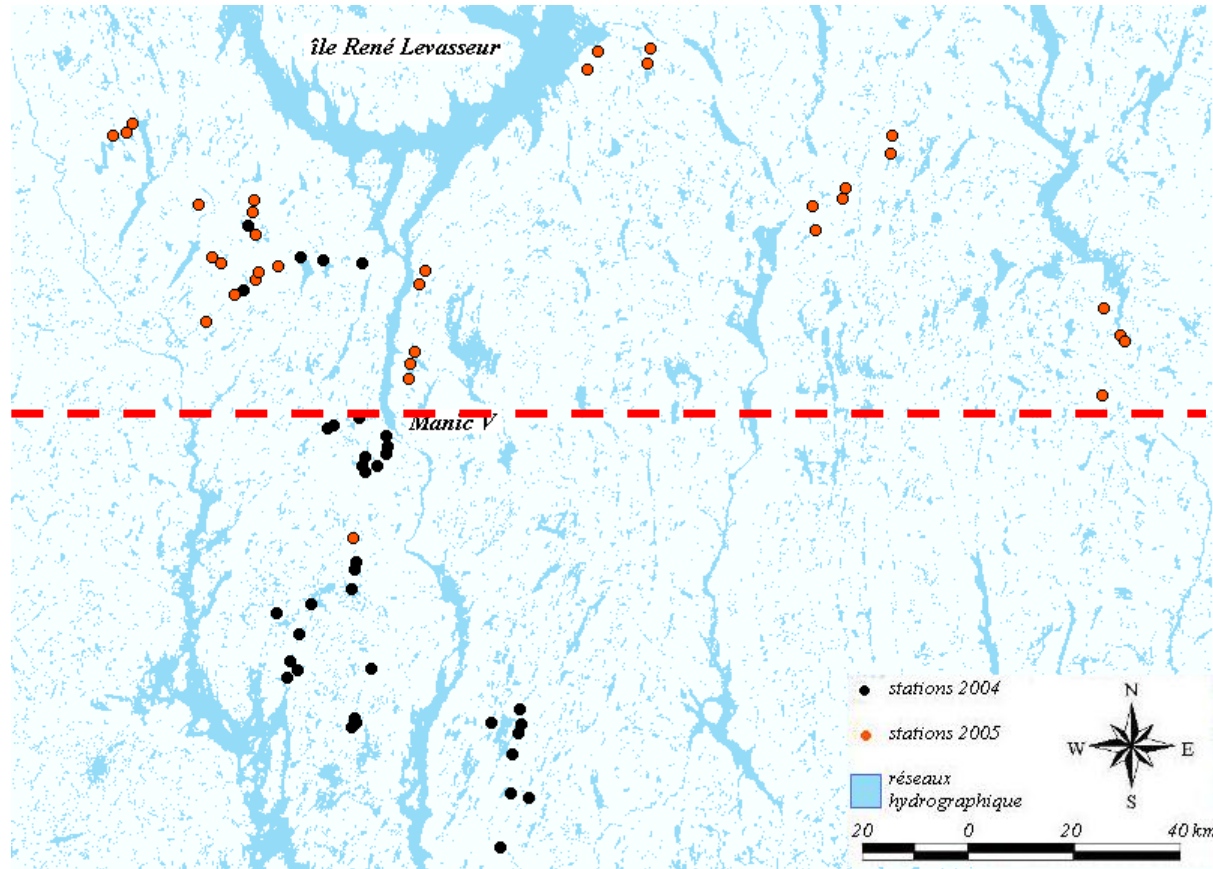 île René Levasseur
Manic V
stations 2004
stations 2005
réseaux
hydrographique
N
W E
S
20 0 20 40 km